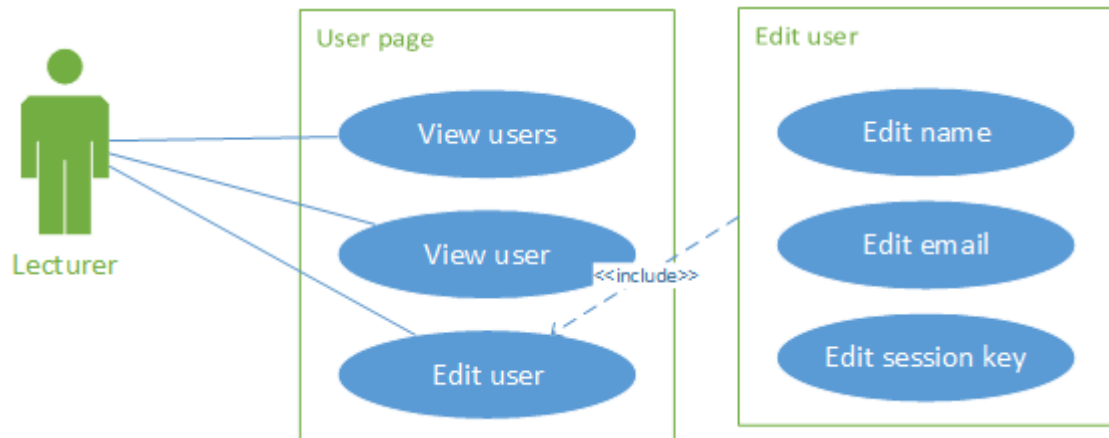 User page
Edit user
View users
Edit name
View user
Edit email
<<include>>
Lecturer
Edit user
Edit session key